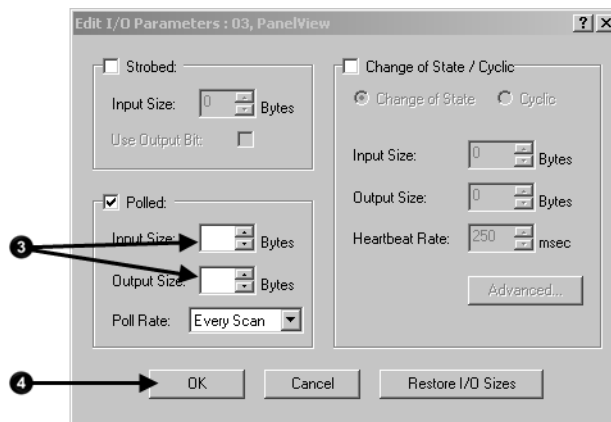 Edit I/O Parameters : 03, PanelView
Strobed:
Input Size: 0 Bytes
Use Output Bit:
Polled:
3
Input Size: Bytes
Output Size: Bytes
Poll Rate: Every Scan
Change of State / Cyclic
Change of State Cyclic
Input Size: 0 Bytes
Output Size: 0 Bytes
Heartbeat Rate: 250 msec
Advanced...
4
OK Cancel Restore I/O Sizes